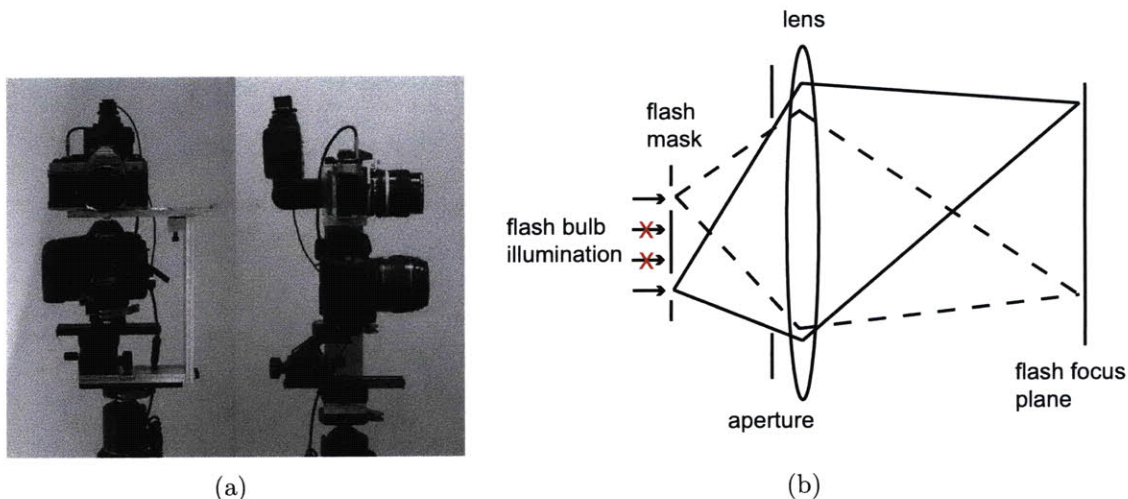 lens
flash
mask
flash bulb
illumination
aperture
flash focus
plane
(a)
(b)